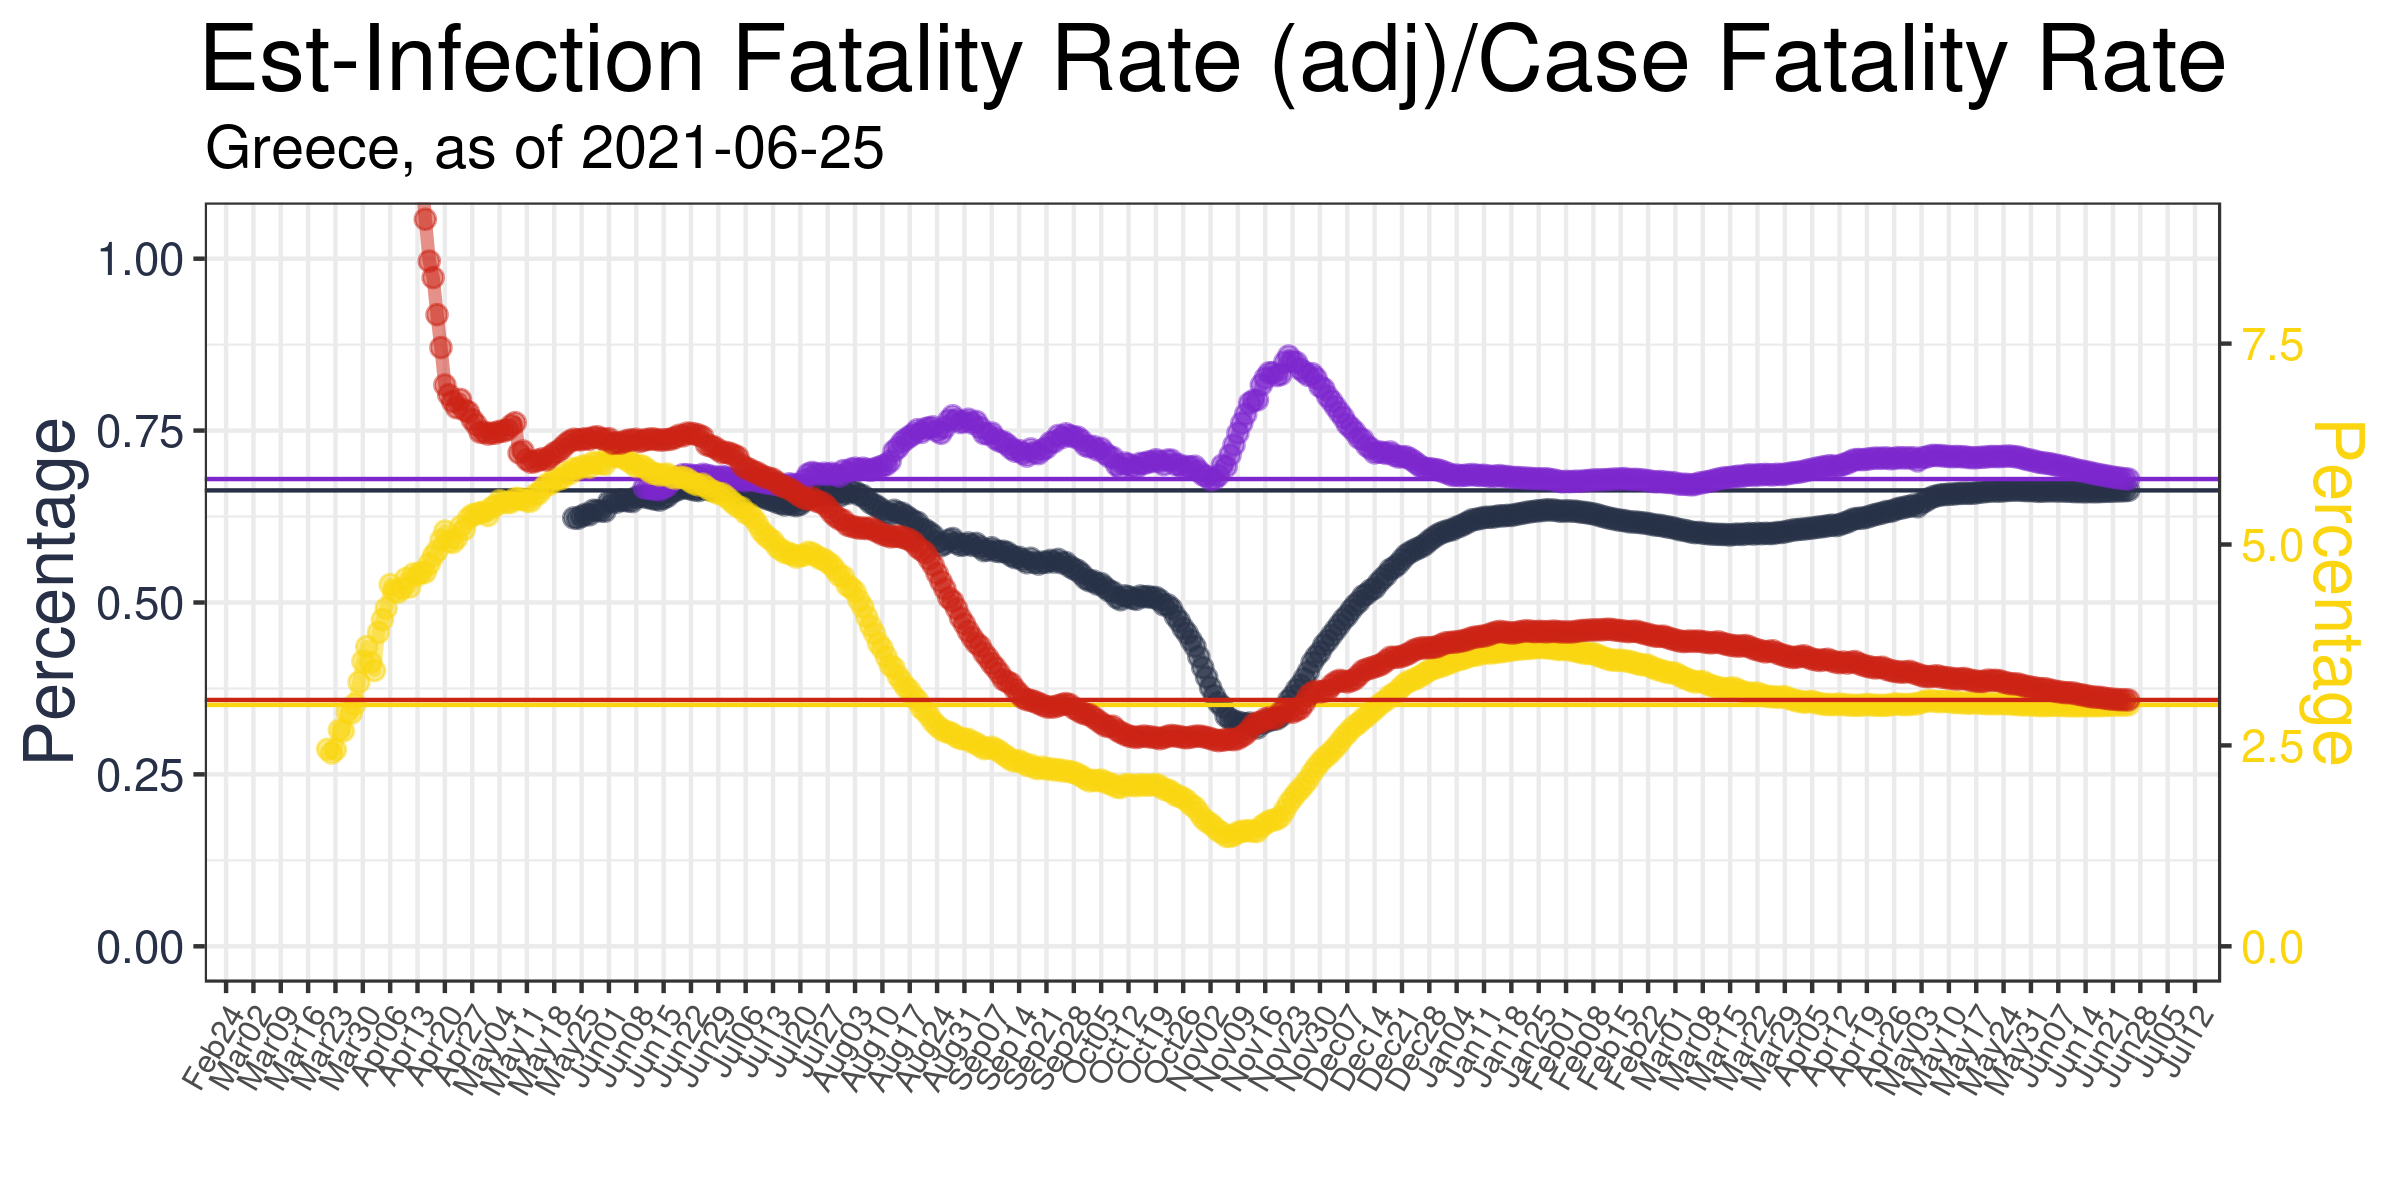 Est-Infection Fatality Rate (adj)/Case Fatality Rate
Greece, as of 2021-06-25
Percentage
1.00
0.75
0.50
0.25
0.00
7.5
5.0
2.5
0.0
Percentage
Feb24
Mar02
Mar09
Mar16
Mar23
Mar30
Apr06
Apr13
Apr20
Apr27
May04
May11
May18
May25
Jun01
Jun08
Jun15
Jun22
Jun29
Jul06
Jul13
Jul20
Jul27
Aug03
Aug10
Aug17
Aug24
Aug31
Sep07
Sep14
Sep21
Sep28
Oct05
Oct12
Oct19
Oct26
Nov02
Nov09
Nov16
Nov23
Nov30
Dec07
Dec14
Dec21
Dec28
Jan04
Jan11
Jan18
Jan25
Feb01
Feb08
Feb15
Feb22
Mar01
Mar08
Mar15
Mar22
Mar29
Apr05
Apr12
Apr19
Apr26
May03
May10
May17
May24
May31
Jun07
Jun14
Jun21
Jun28
Jul05
Jul12